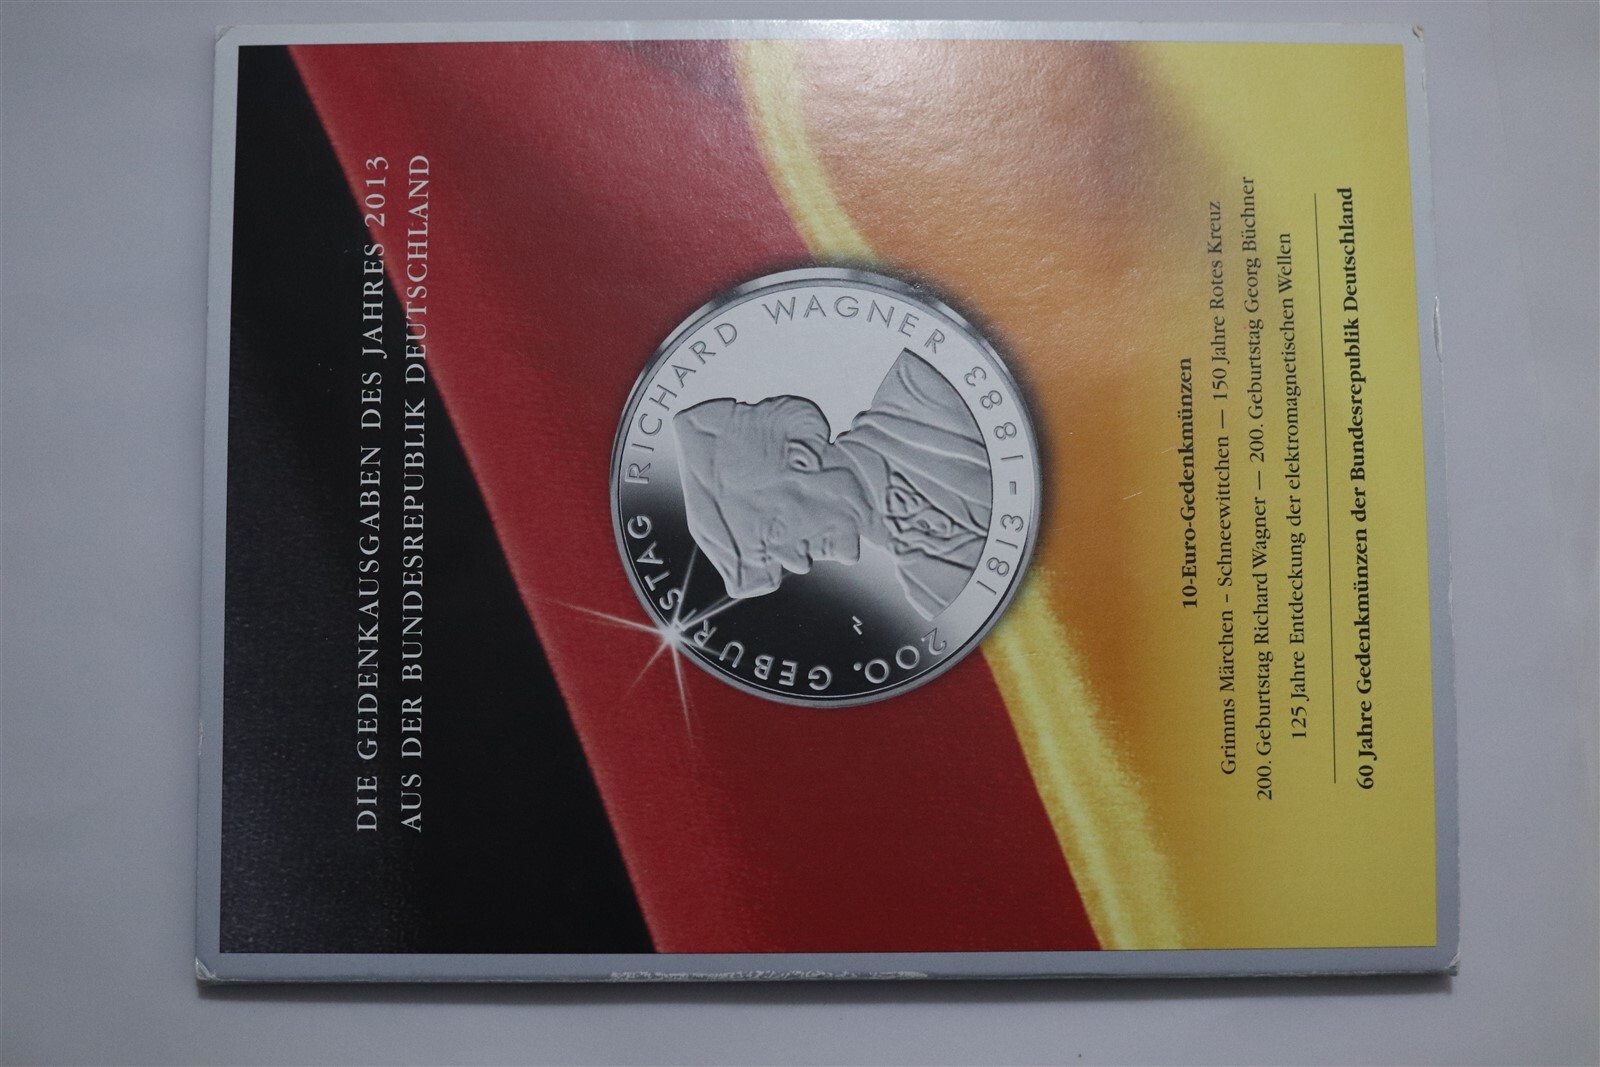 DIE GEDENKAUSGABEN DES JAHRES 2013
AUS DER BUNDESREPUBLIK DEUTSCHLAND
200. GEBURTSTAG RICHARD WAGNER 1813 - 1883
N
10-Euro-Gedenkmünzen
Grimms Märchen - Schneewittchen — 150 Jahre Rotes Kreuz
200. Geburtstag Richard Wagner — 200. Geburtstag Georg Büchner
125 Jahre Entdeckung der elektromagnetischen Wellen
60 Jahre Gedenkmünzen der Bundesrepublik Deutschland